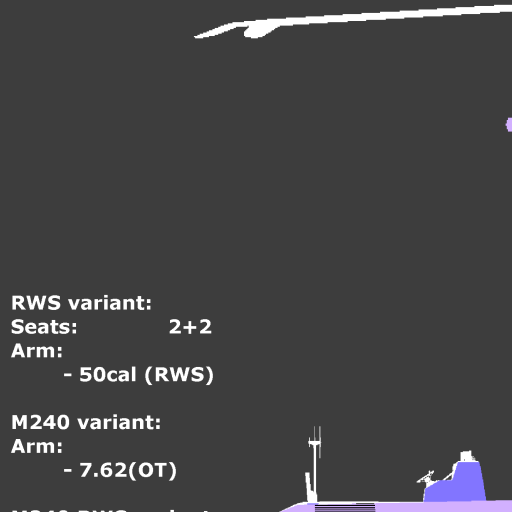 RWS variant:
Seats: 2+2
Arm:
- 50cal (RWS)
M240 variant:
Arm:
- 7.62(OT)